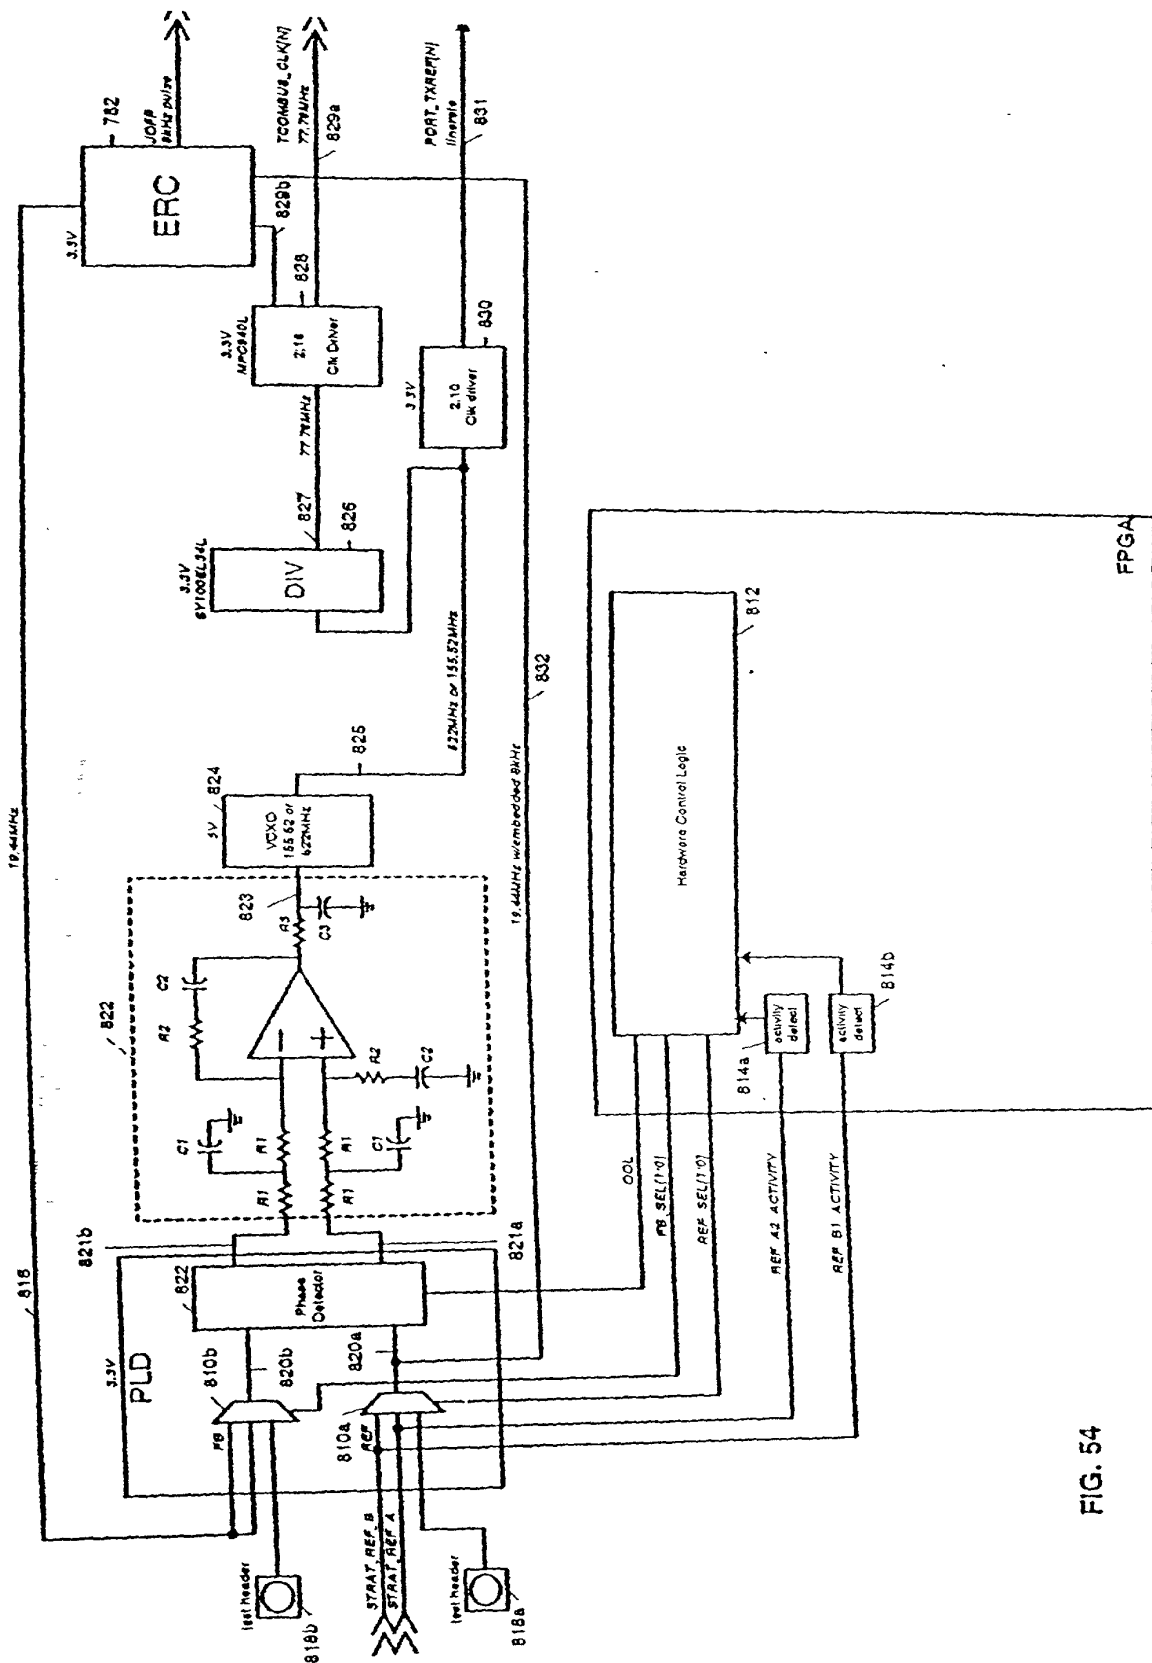 818
19.44MHz
3.3V
PLD
810b
FB
820b
822
Phase
Detector
820a
810a
REF
STRAT_REF_B
STRAT_REF_A
test header
818b
test header
818a
821b
821a
822
C1
R1
R1
R1
R1
C1
R2
C2
R2
C2
R3
C3
823
5V
824
VCXO
155.52 or
622MHz
825
622MHz or 155.52MHz
19.44MHz w/embedded 8kHz
832
3.3V
SY100EL34L
DIV
827
826
77.76MHz
3.3V
MPC940L
2:18
Clk Driver
828
829b
3.3V
2:10
Clk driver
830
3.3V
ERC
782
JOFP
8kHz pulse
TCOMBUS_CLK[N]
77.76MHz
829a
PORT_TXREF[N]
linerate
831
OOL
FB_SEL[1:0]
REF SEL[1:0]
REF A2 ACTIVITY
REF B1 ACTIVITY
Hardware Control Logic
812
activity
detect
814a
activity
detect
814b
FPGA
FIG. 54